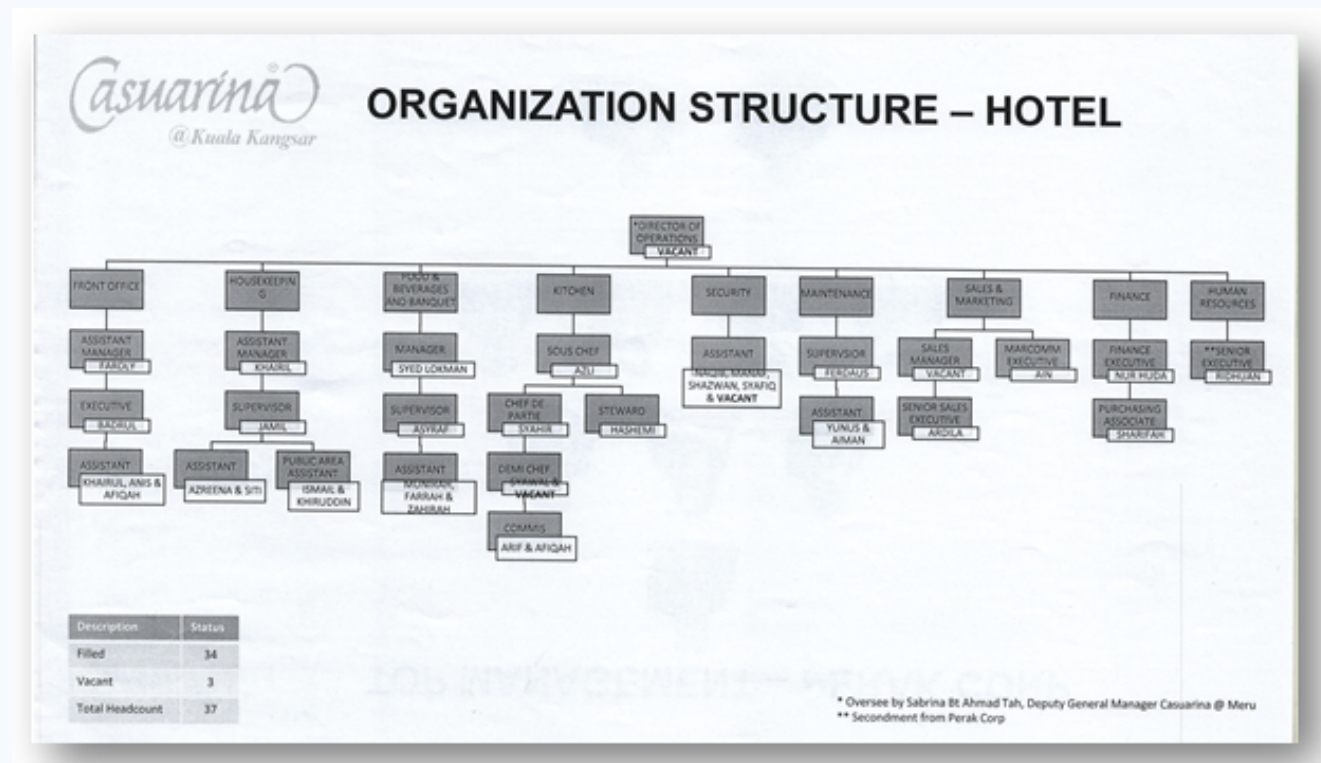 Casuarina®
@Kuala Kangsar
ORGANIZATION STRUCTURE – HOTEL
*DIRECTOR OF
OPERATIONS
VACANT
FRONT OFFICE
ASSISTANT
MANAGER
FARDLY
EXECUTIVE
BADRUL
ASSISTANT
KHAIRUL, ANIS &
AFIQAH
HOUSEKEEPIN
G
ASSISTANT
MANAGER
KHAIRIL
SUPERVISOR
JAMIL
ASSISTANT
AZREENA & SITI
PUBLIC AREA
ASSISTANT
ISMAIL &
KHIRUDDIN
FOOD &
BEVERAGES
AND BANQUET
MANAGER
SYED LOKMAN
SUPERVISOR
ASYRAF
ASSISTANT
MUNIRAH,
FARRAH &
ZAHIRAH
KITCHEN
SOUS CHEF
AZLI
CHEF DE
PARTIE
SYAHIR
STEWARD
HASHEMI
DEMI CHEF
SYAWAL &
VACANT
COMMIS
ARIF & AFIQAH
SECURITY
ASSISTANT
SHAZWAN, SYAFIQ
& VACANT
MAINTENANCE
SUPERVSIOR
FERDAUS
ASSISTANT
YUNUS &
AIMAN
SALES &
MARKETING
SALES
MANAGER
VACANT
SENIOR SALES
EXECUTIVE
ARDILA
MARCOMM
EXECUTIVE
AIN
FINANCE
FINANCE
EXECUTIVE
NUR HUDA
PURCHASING
ASSOCIATE
SHARIFAH
HUMAN
RESOURCES
**SENIOR
EXECUTIVE
RIDHUAN
Description Status
Filled 34
Vacant 3
Total Headcount 37
* Oversee by Sabrina Bt Ahmad Tah, Deputy General Manager Casuarina @ Meru
** Secondment from Perak Corp